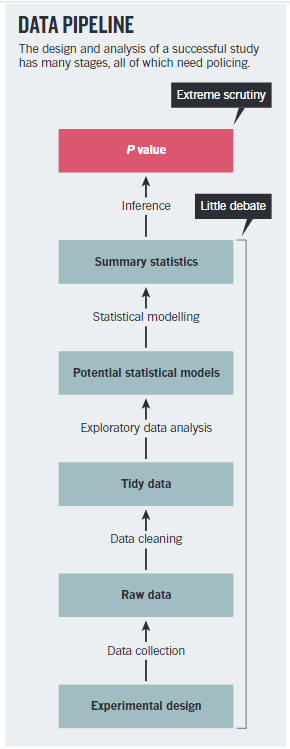 DATA PIPELINE
The design and analysis of a successful study
has many stages, all of which need policing.
Extreme scrutiny
P value
Inference
Little debate
Summary statistics
Statistical modelling
Potential statistical models
Exploratory data analysis
Tidy data
Data cleaning
Raw data
Data collection
Experimental design